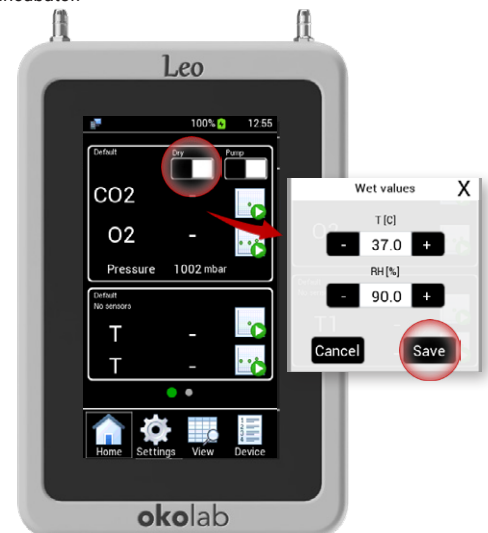 Leo
100% 12:55
Default Dry Pump
CO2 -
O2 -
Pressure 1002 mbar
Default
No sensors
T -
T -
Home Settings View Device
okolab
Wet values X
T [C]
- 37.0 +
RH [%]
- 90.0 +
T1
Cancel Save